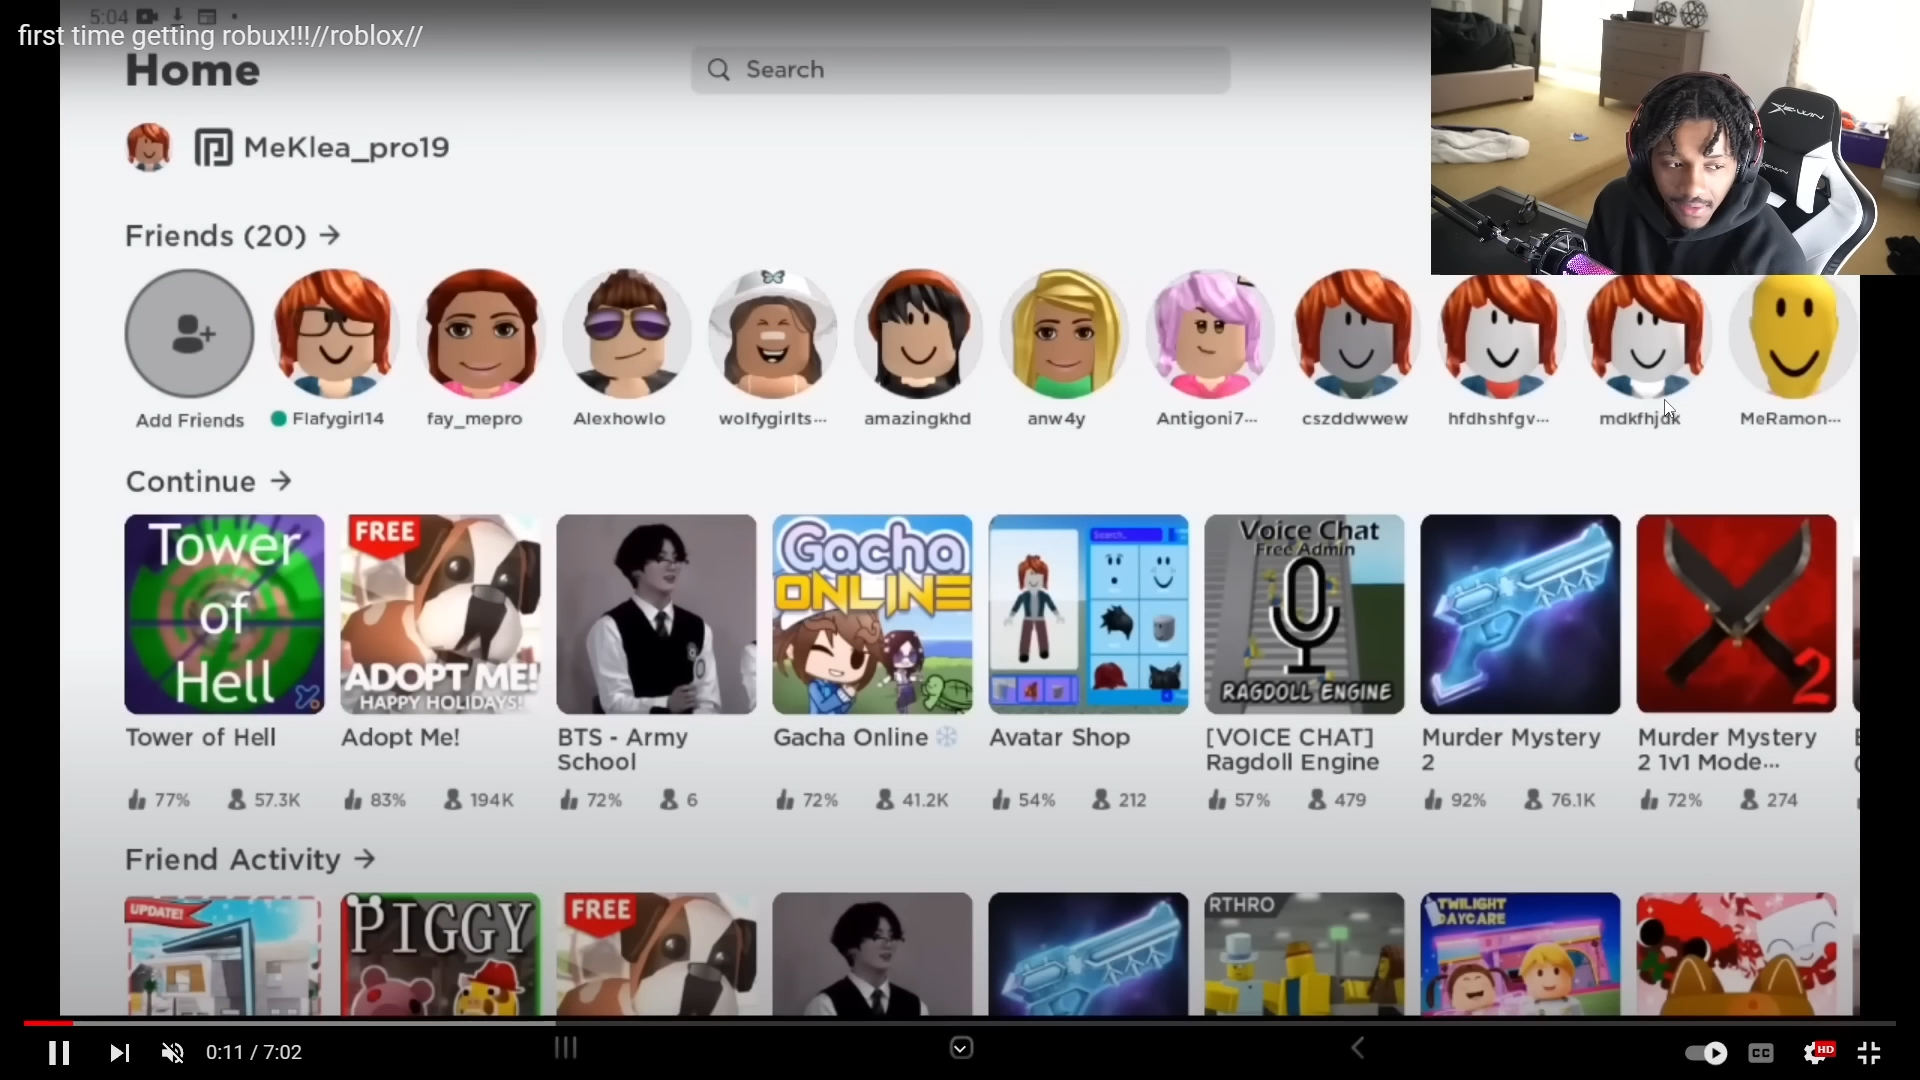 5:04
first time getting robux!!!//roblox//
Home
Search
MeKlea_pro19
Friends (20)
Add Friends
Flafygirl14
fay_mepro
Alexhowlo
wolfygirlts...
amazingkhd
anw4y
Antigoni7...
cszddwwew
hfdhshfgv...
mdkfhjdk
MeRamon...
Continue
Tower
of
Hell
FREE
ADOPT ME!
HAPPY HOLIDAYS!
Gacha
ONLINE
Search...
Voice Chat
Free Admin
RAGDOLL ENGINE
2
Tower of Hell
Adopt Me!
BTS - Army
School
Gacha Online
Avatar Shop
[VOICE CHAT]
Ragdoll Engine
Murder Mystery
2
Murder Mystery
2 1v1 Mode...
77% 57.3K
83% 194K
72% 6
72% 41.2K
54% 212
57% 479
92% 76.1K
72% 274
Friend Activity
UPDATE!
PIGGY
FREE
RTHRO
TWILIGHT
DAYCARE
0:11 / 7:02
CC
HD